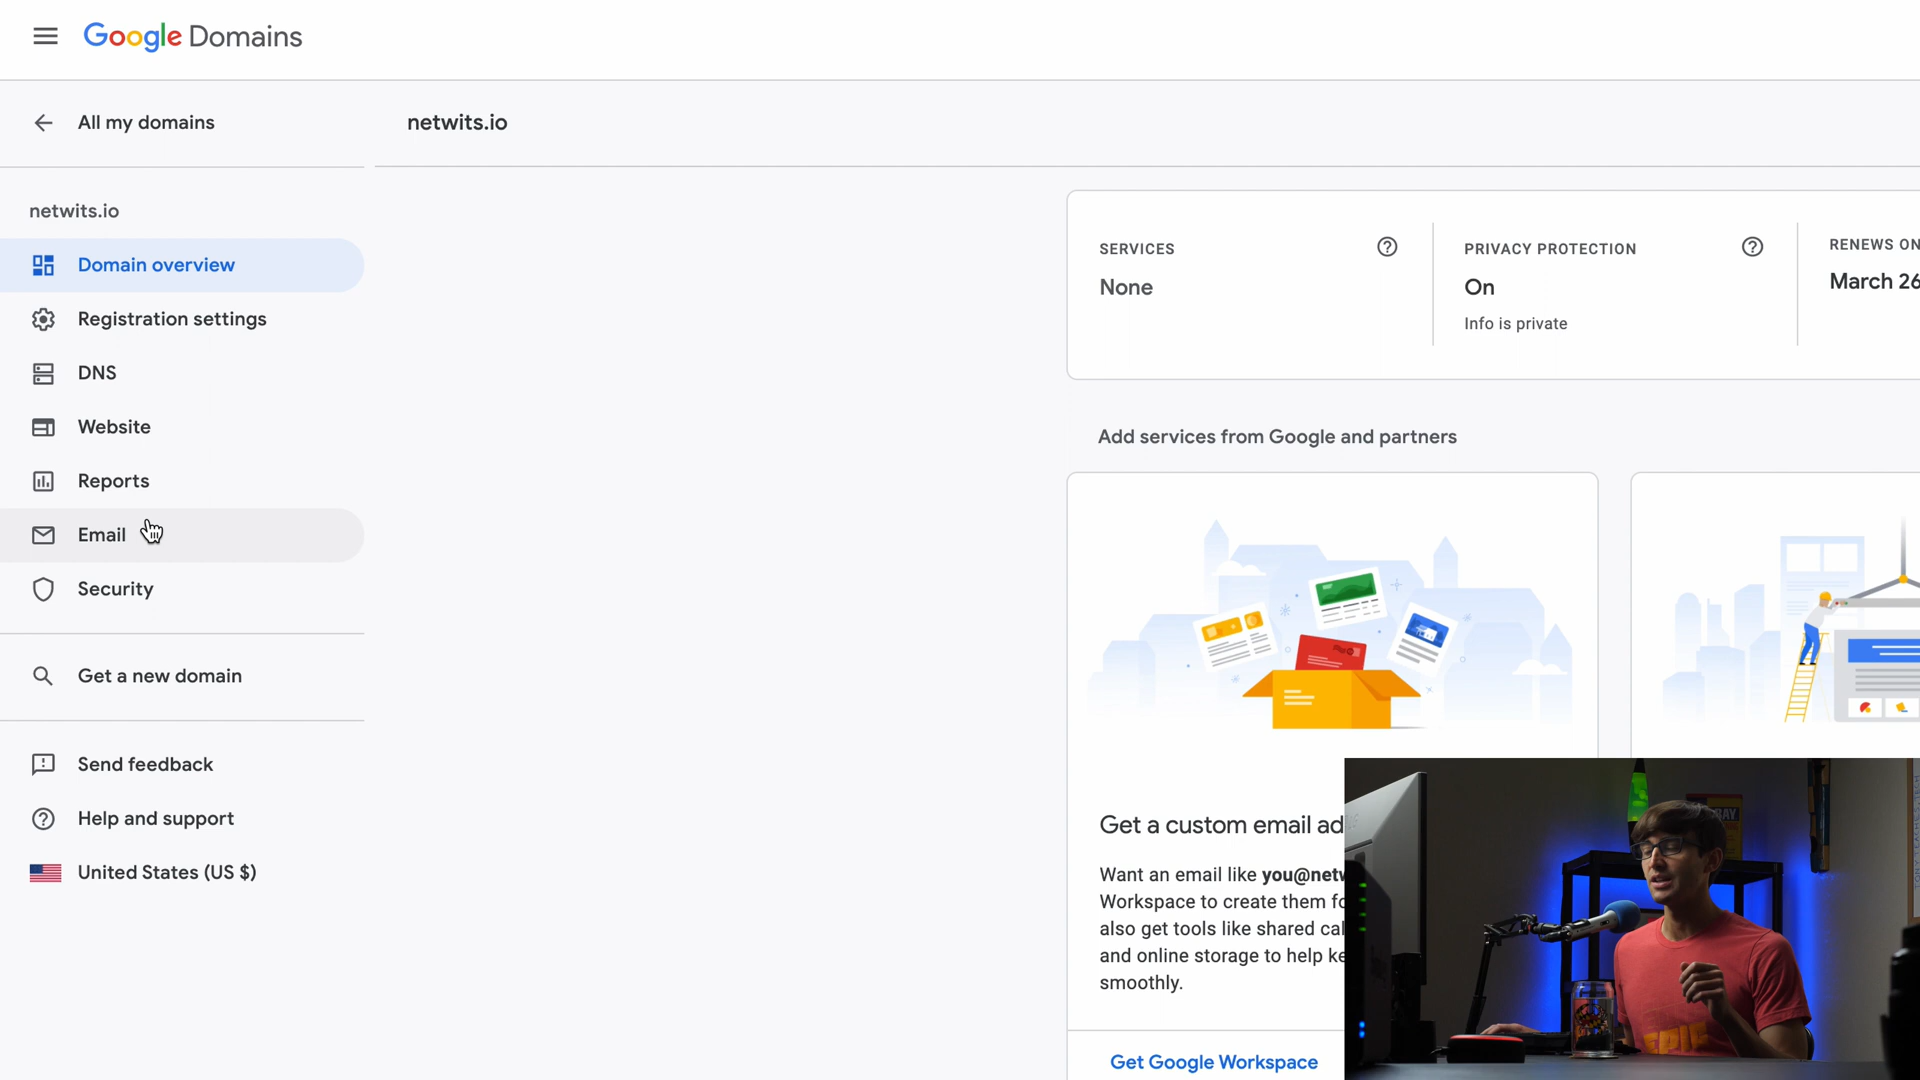 Google Domains
All my domains
netwits.io
netwits.io
Domain overview
Registration settings
DNS
Website
Reports
Email
Security
Get a new domain
Send feedback
Help and support
United States (US $)
SERVICES
None
PRIVACY PROTECTION
On
Info is private
RENEWS ON
March 26
Add services from Google and partners
Get a custom email ad
Want an email like you@netw
Workspace to create them fo
also get tools like shared cal
and online storage to help ke
smoothly.
Get Google Workspace